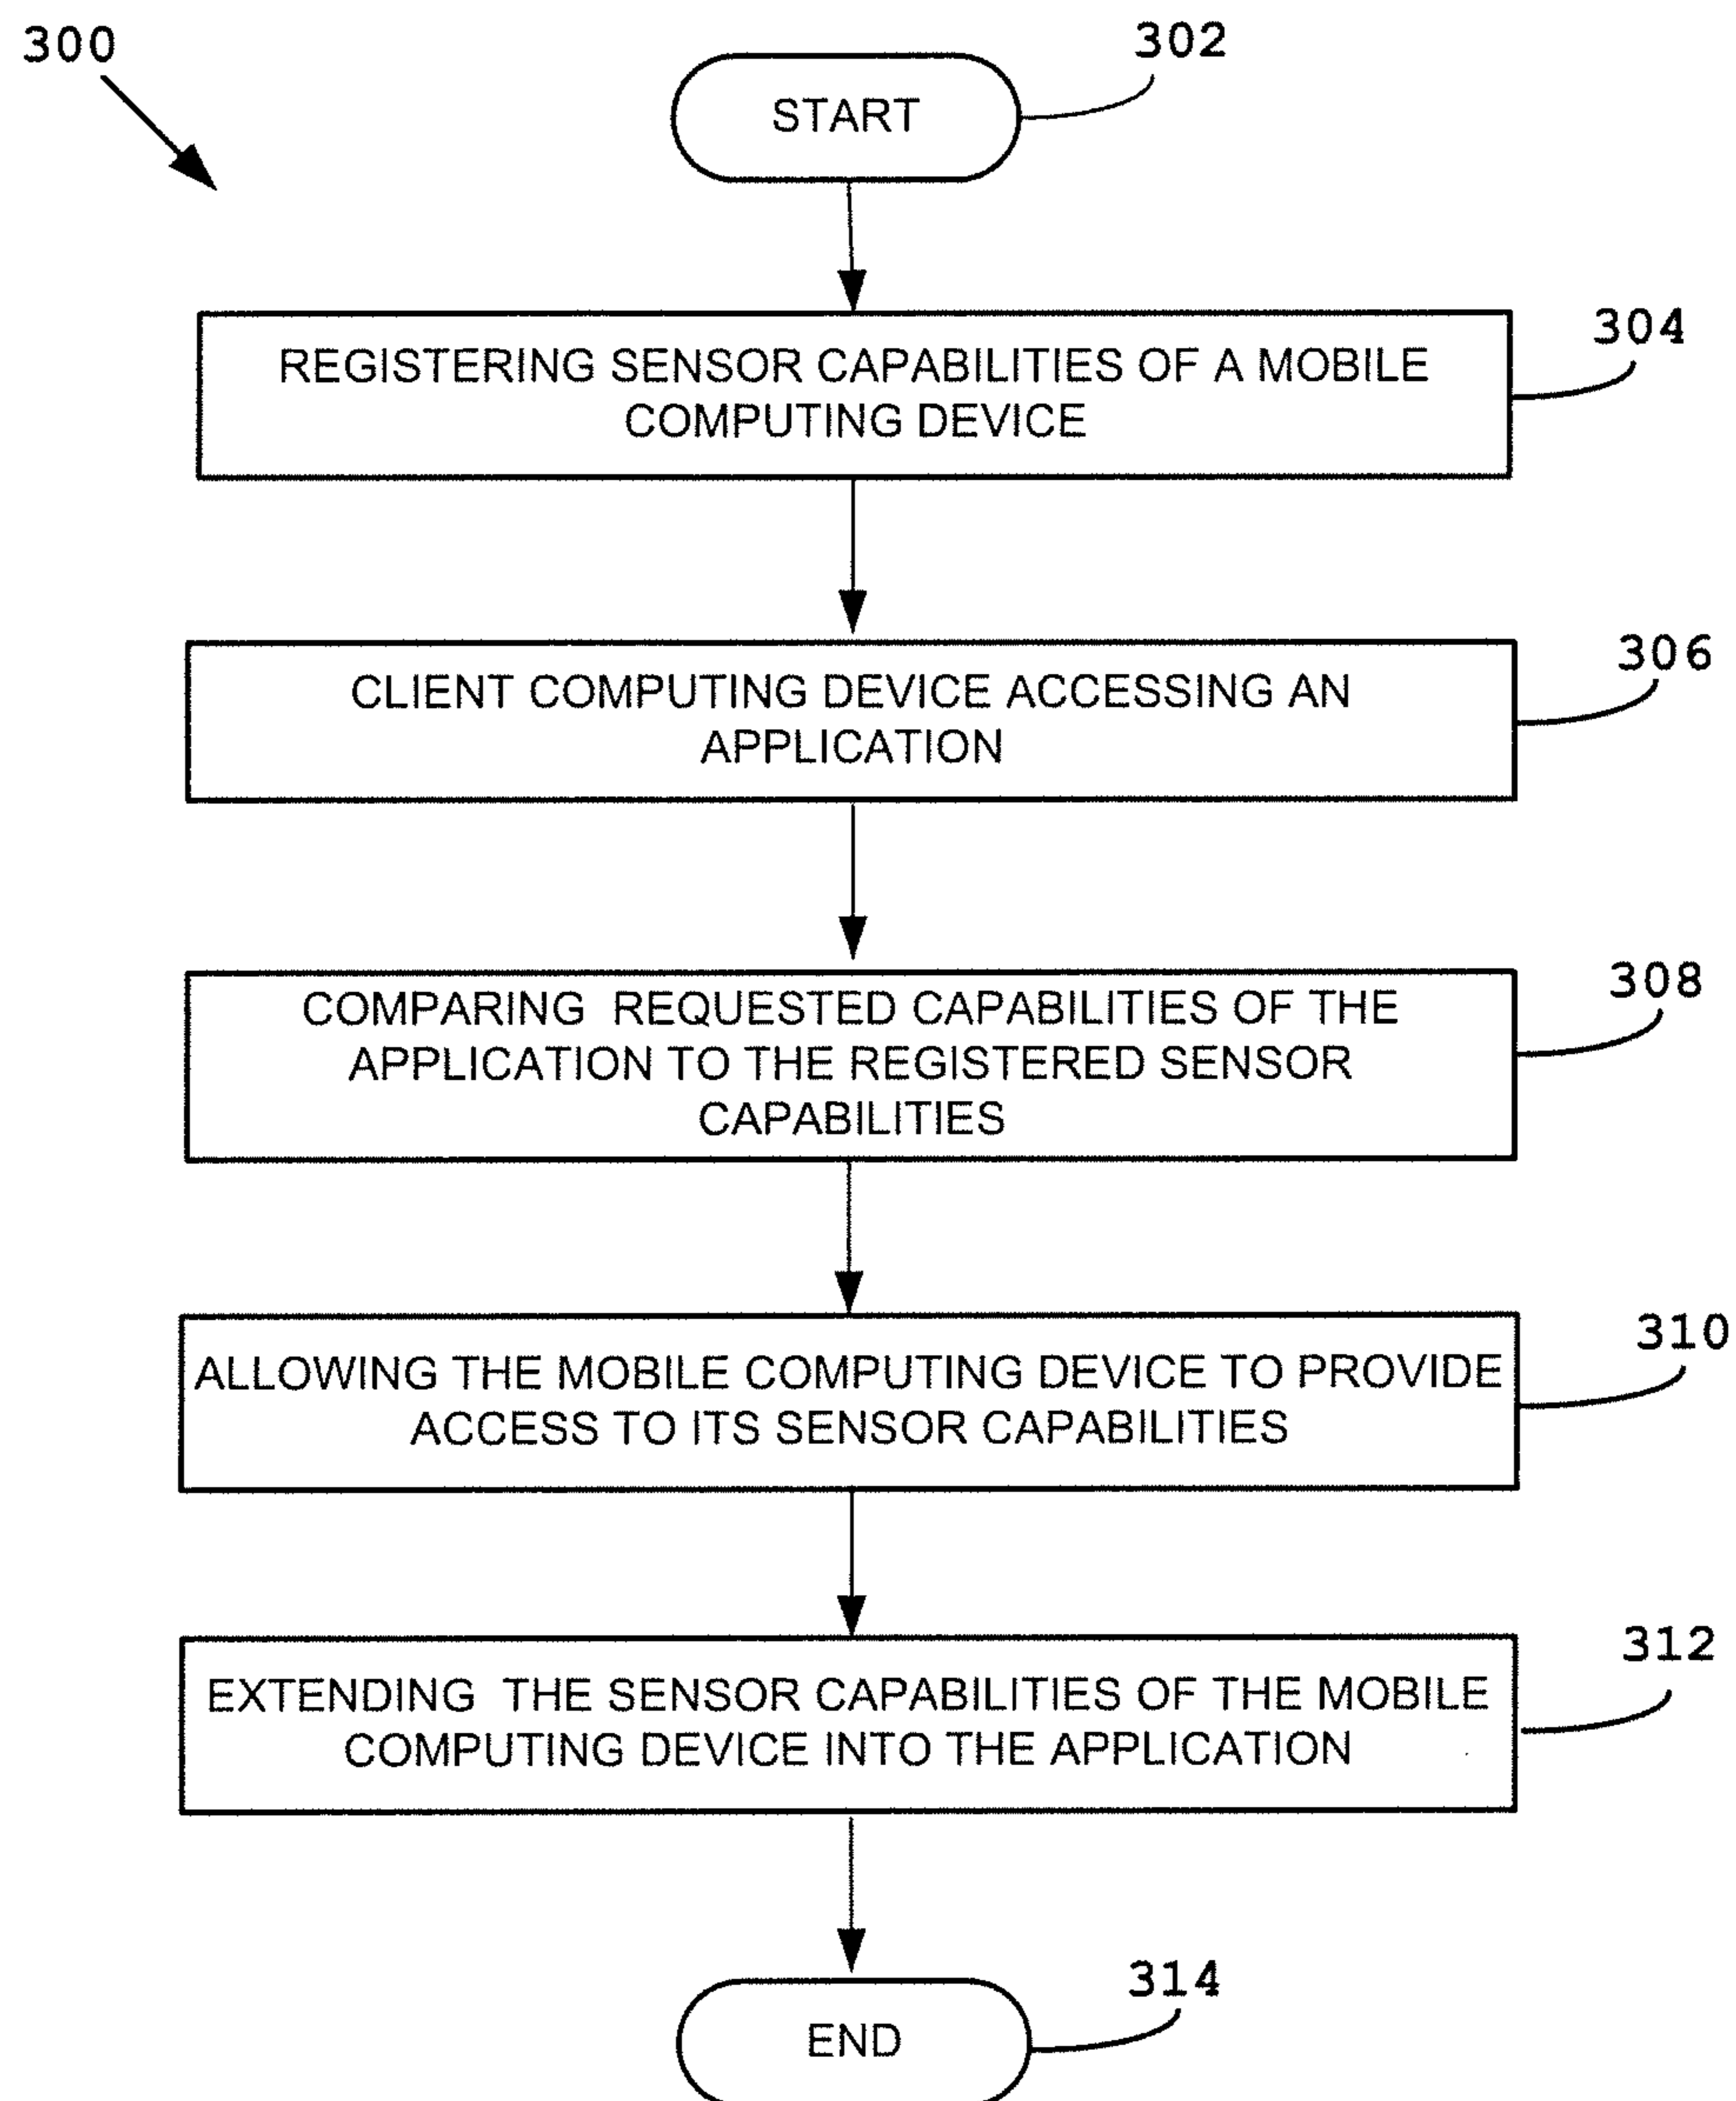 300
302
START
304
REGISTERING SENSOR CAPABILITIES OF A MOBILE
COMPUTING DEVICE
306
CLIENT COMPUTING DEVICE ACCESSING AN
APPLICATION
308
COMPARING REQUESTED CAPABILITIES OF THE
APPLICATION TO THE REGISTERED SENSOR
CAPABILITIES
310
ALLOWING THE MOBILE COMPUTING DEVICE TO PROVIDE
ACCESS TO ITS SENSOR CAPABILITIES
312
EXTENDING THE SENSOR CAPABILITIES OF THE MOBILE
COMPUTING DEVICE INTO THE APPLICATION
314
END